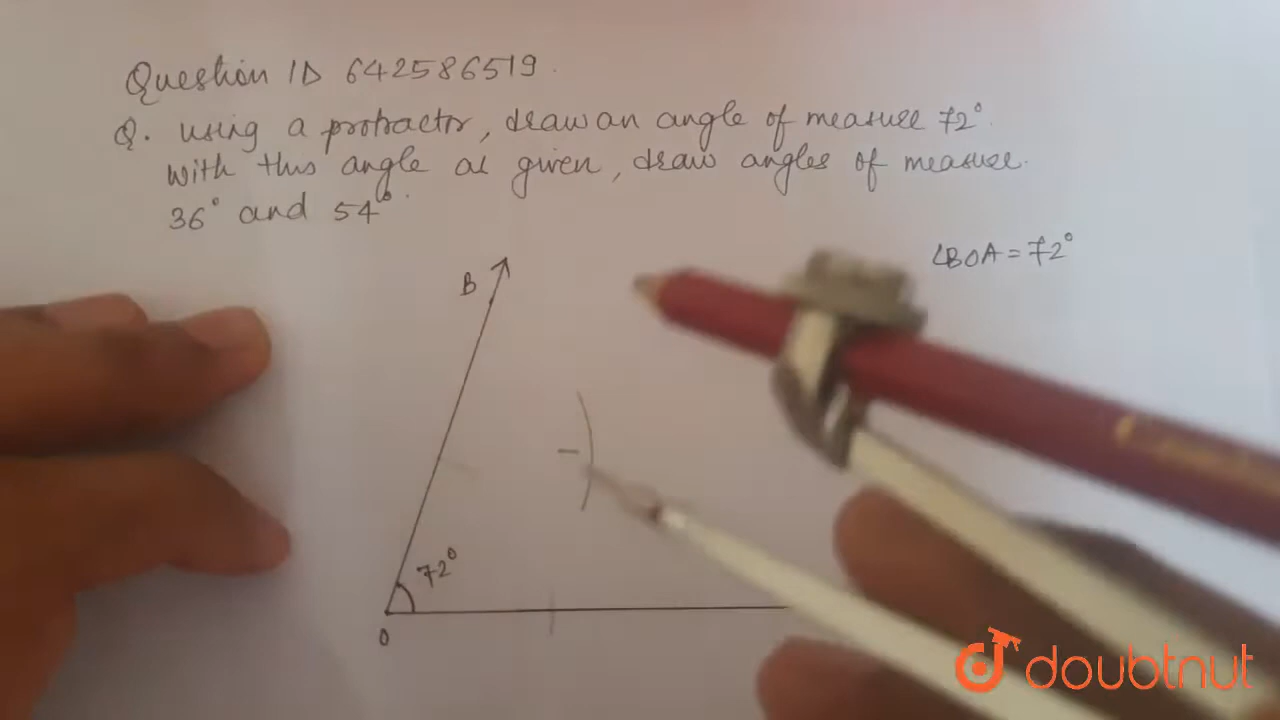 Question ID 642586519.
Q. using a protractor, draw an angle of measure 72°.
With this angle as given, draw angles of measure.
36° and 54°.
∠BOA = 72°
B
72°
O
doubtnut